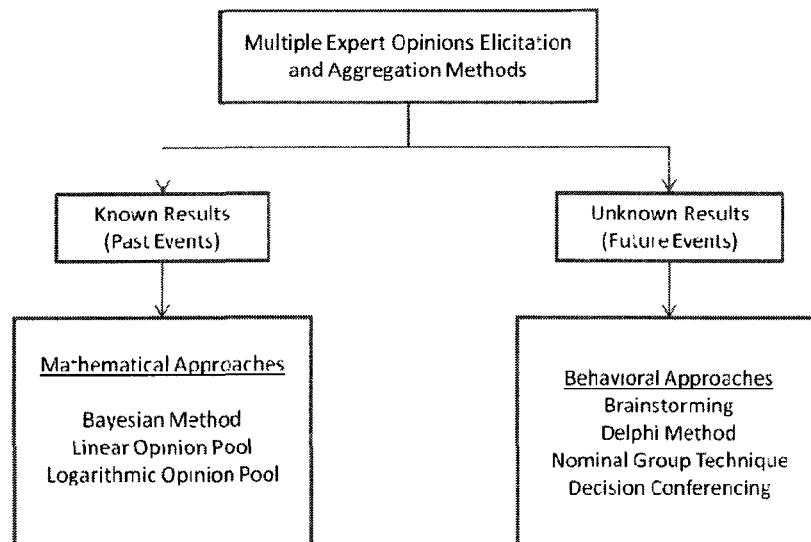 Multiple Expert Opinions Elicitation
and Aggregation Methods
Known Results
(Past Events)
Unknown Results
(Future Events)
Mathematical Approaches
Bayesian Method
Linear Opinion Pool
Logarithmic Opinion Pool
Behavioral Approaches
Brainstorming
Delphi Method
Nominal Group Technique
Decision Conferencing